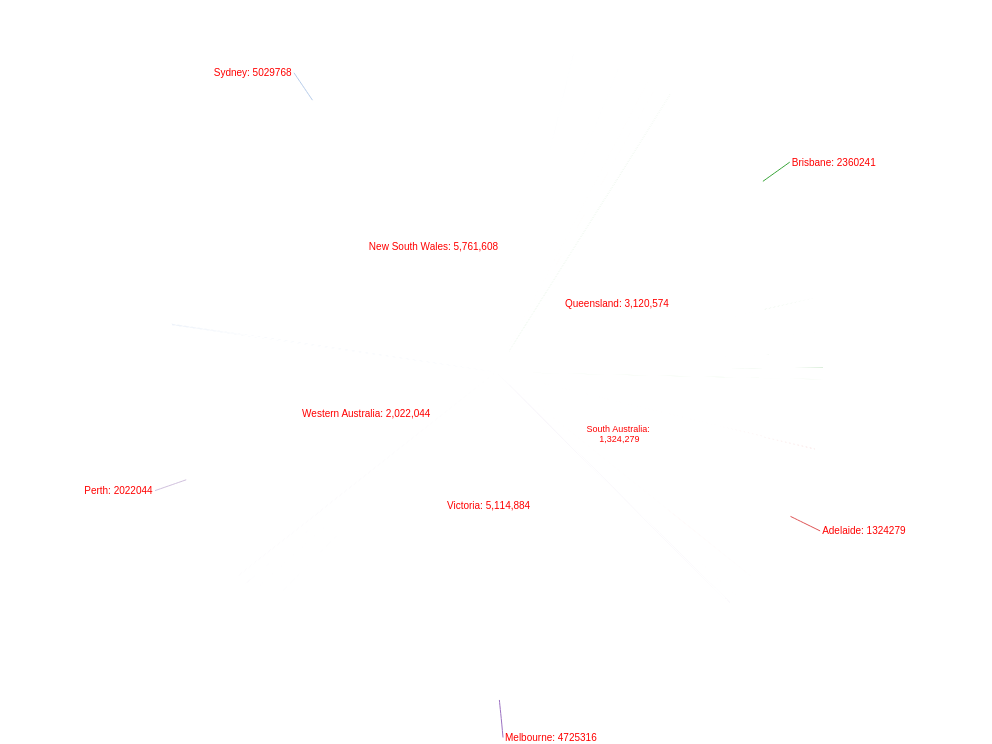 Sydney: 5029768
Brisbane: 2360241
New South Wales: 5,761,608
Queensland: 3,120,574
Western Australia: 2,022,044
South Australia:
1,324,279
Perth: 2022044
Victoria: 5,114,884
Adelaide: 1324279
Melbourne: 4725316